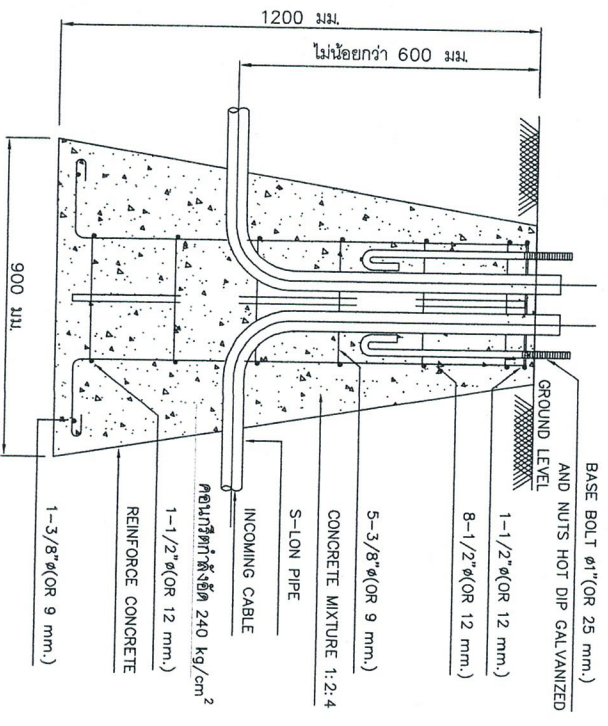 1200 มม.
ไม่น้อยกว่า 600 มม.
900 มม.
BASE BOLT ø1"(OR 25 mm.)
AND NUTS HOT DIP GALVANIZED
GROUND LEVEL
1-1/2"ø(OR 12 mm.)
8-1/2"ø(OR 12 mm.)
5-3/8"ø(OR 9 mm.)
CONCRETE MIXTURE 1:2:4
S-LON PIPE
INCOMING CABLE
คอนกรีตกำลังอัด 240 kg/cm²
1-1/2"ø(OR 12 mm.)
REINFORCE CONCRETE
1-3/8"ø(OR 9 mm.)